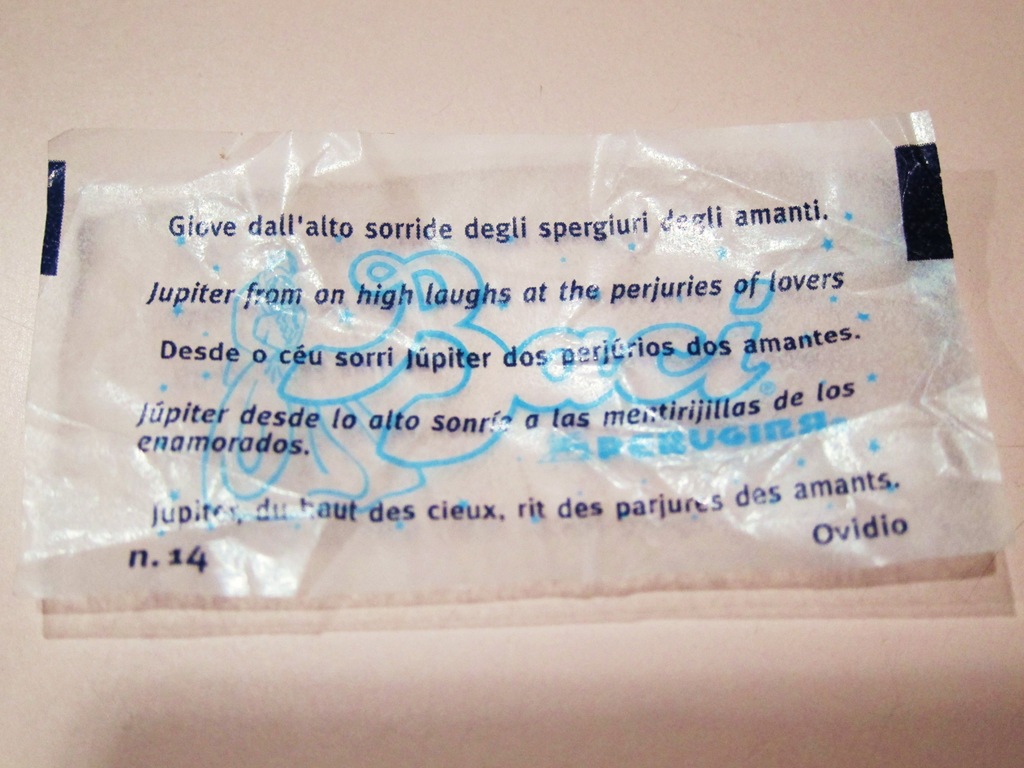 Giove dall'alto sorride degli spergiuri degli amanti.
Jupiter from on high laughs at the perjuries of lovers
Desde o céu sorri Júpiter dos perjúrios dos amantes.
Júpiter desde lo alto sonríe a las mentirijillas de los
enamorados.
Jupiter, du haut des cieux, rit des parjures des amants.
Ovidio
n. 14
Baci ®
PERUGINA